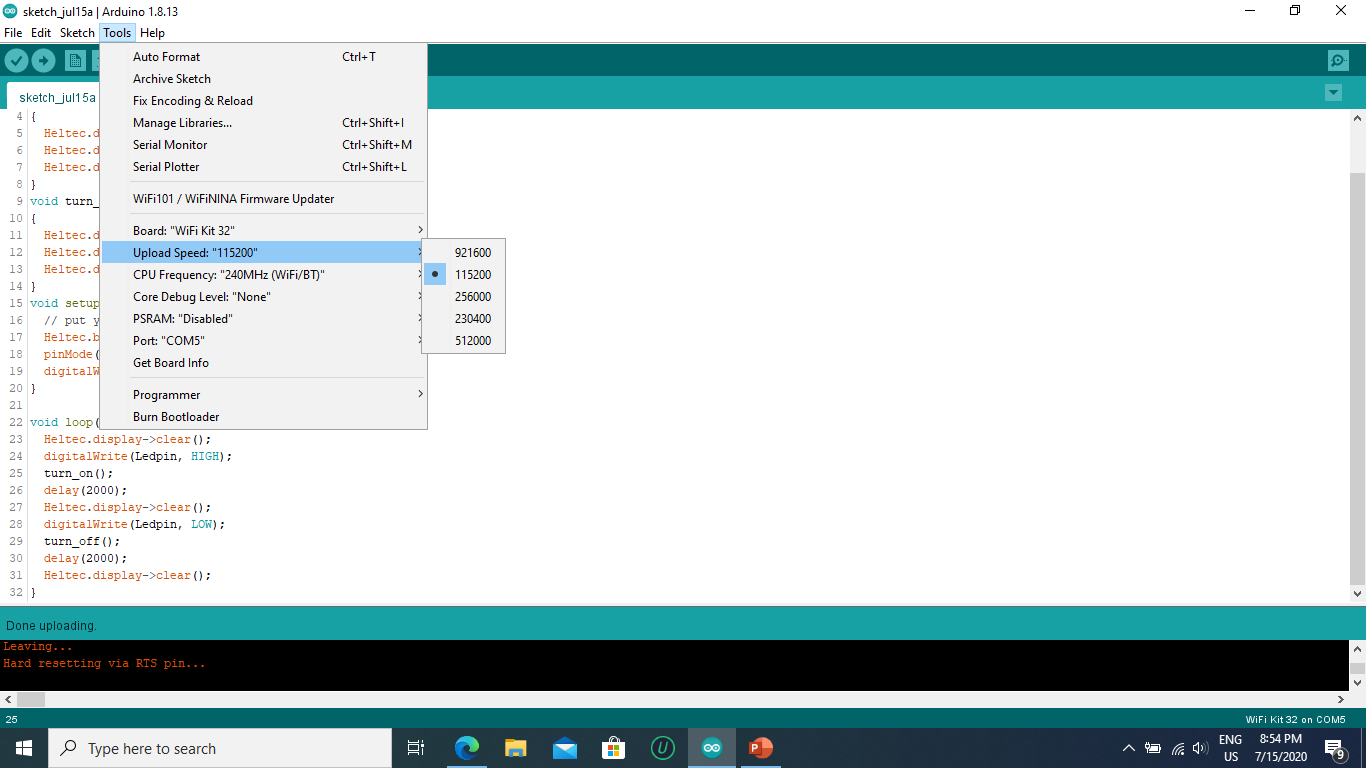 sketch_jul15a | Arduino 1.8.13
File Edit Sketch Tools Help
Auto Format Ctrl+T
Archive Sketch
Fix Encoding & Reload
Manage Libraries... Ctrl+Shift+I
Serial Monitor Ctrl+Shift+M
Serial Plotter Ctrl+Shift+L
WiFi101 / WiFiNINA Firmware Updater
Board: "WiFi Kit 32"
Upload Speed: "115200"
CPU Frequency: "240MHz (WiFi/BT)"
Core Debug Level: "None"
PSRAM: "Disabled"
Port: "COM5"
Get Board Info
Programmer
Burn Bootloader
921600
115200
256000
230400
512000
sketch_jul15a
4 {
5 Heltec.d
6 Heltec.d
7 Heltec.d
8 }
9 void turn_
10 {
11 Heltec.d
12 Heltec.d
13 Heltec.d
14 }
15 void setup
16 // put y
17 Heltec.b
18 pinMode(
19 digitalW
20 }
21
22 void loop(
23 Heltec.display->clear();
24 digitalWrite(Ledpin, HIGH);
25 turn_on();
26 delay(2000);
27 Heltec.display->clear();
28 digitalWrite(Ledpin, LOW);
29 turn_off();
30 delay(2000);
31 Heltec.display->clear();
32 }
Done uploading.
Leaving...
Hard resetting via RTS pin...
25 WiFi Kit 32 on COM5
Type here to search
U
P
ENG
US
8:54 PM
7/15/2020
9